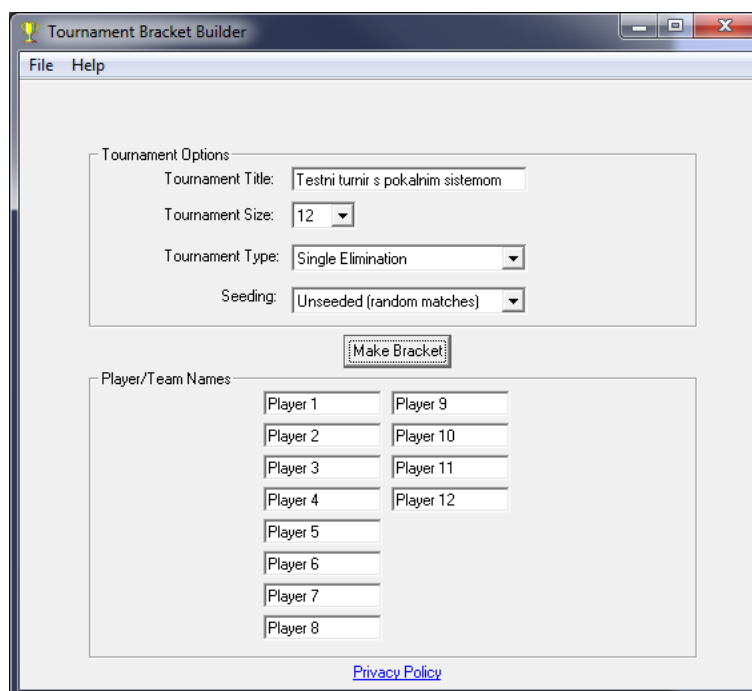 Tournament Bracket Builder
File Help
Tournament Options
Tournament Title: Testni turnir s pokalnim sistemom
Tournament Size: 12
Tournament Type: Single Elimination
Seeding: Unseeded (random matches)
Make Bracket
Player/Team Names
Player 1 Player 9
Player 2 Player 10
Player 3 Player 11
Player 4 Player 12
Player 5
Player 6
Player 7
Player 8
Privacy Policy